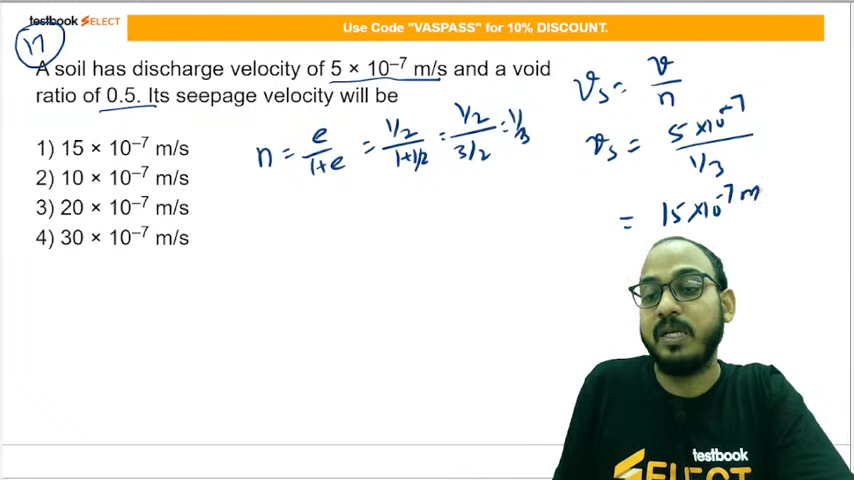 testbook SELECT
Use Code "VASPASS" for 10% DISCOUNT.
17
A soil has discharge velocity of 5 × 10⁻⁷ m/s and a void
ratio of 0.5. Its seepage velocity will be
1) 15 × 10⁻⁷ m/s
2) 10 × 10⁻⁷ m/s
3) 20 × 10⁻⁷ m/s
4) 30 × 10⁻⁷ m/s
n = e/1+e = 1/2/1+1/2 = 1/2/3/2 = 1/3
Vs = V/n
Vs = 5×10⁻⁷/1/3
= 15×10⁻⁷ m
testbook
SELECT